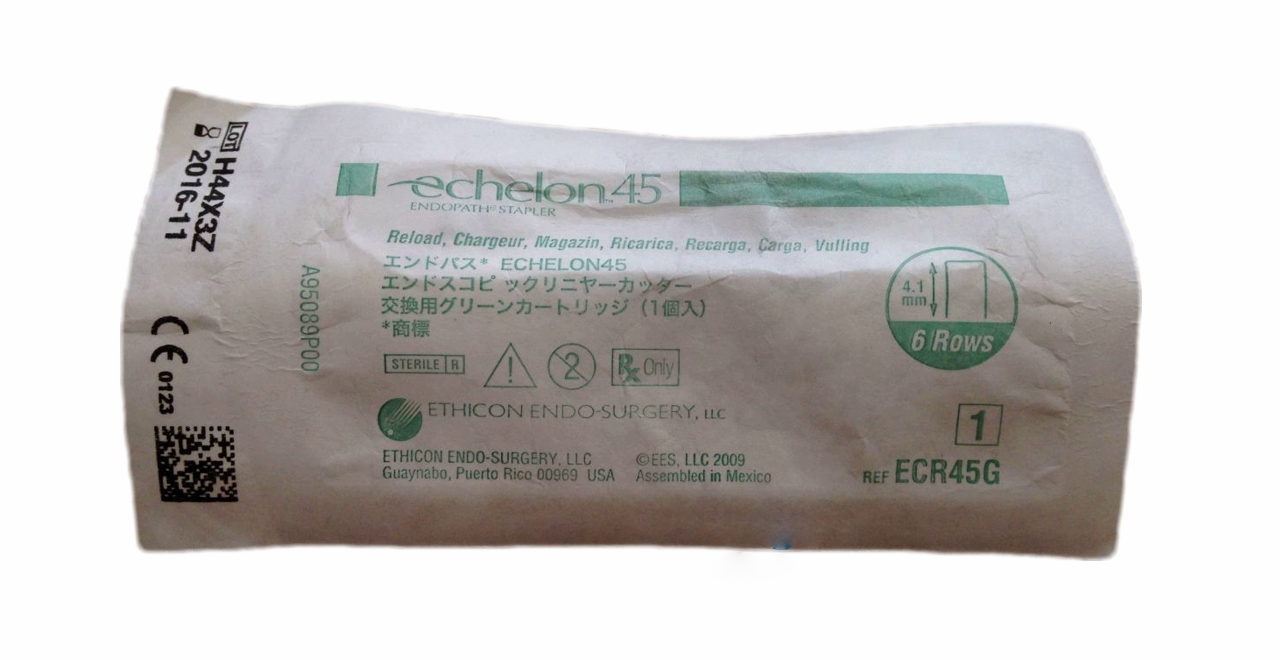 LOT H44X3Z
2016-11
CE 0123
A95089P00
echelon™ 45
ENDOPATH® STAPLER
Reload, Chargeur, Magazin, Ricarica, Recarga, Carga, Vulling
エンドパス* ECHELON45
エンドスコピックリニヤーカッター
交換用グリーンカートリッジ（1個入）
*商標
4.1
mm
6 Rows
STERILE R
2
Rx Only
ETHICON ENDO-SURGERY, LLC
1
ETHICON ENDO-SURGERY, LLC ©EES, LLC 2009
Guaynabo, Puerto Rico 00969 USA Assembled in Mexico
REF ECR45G